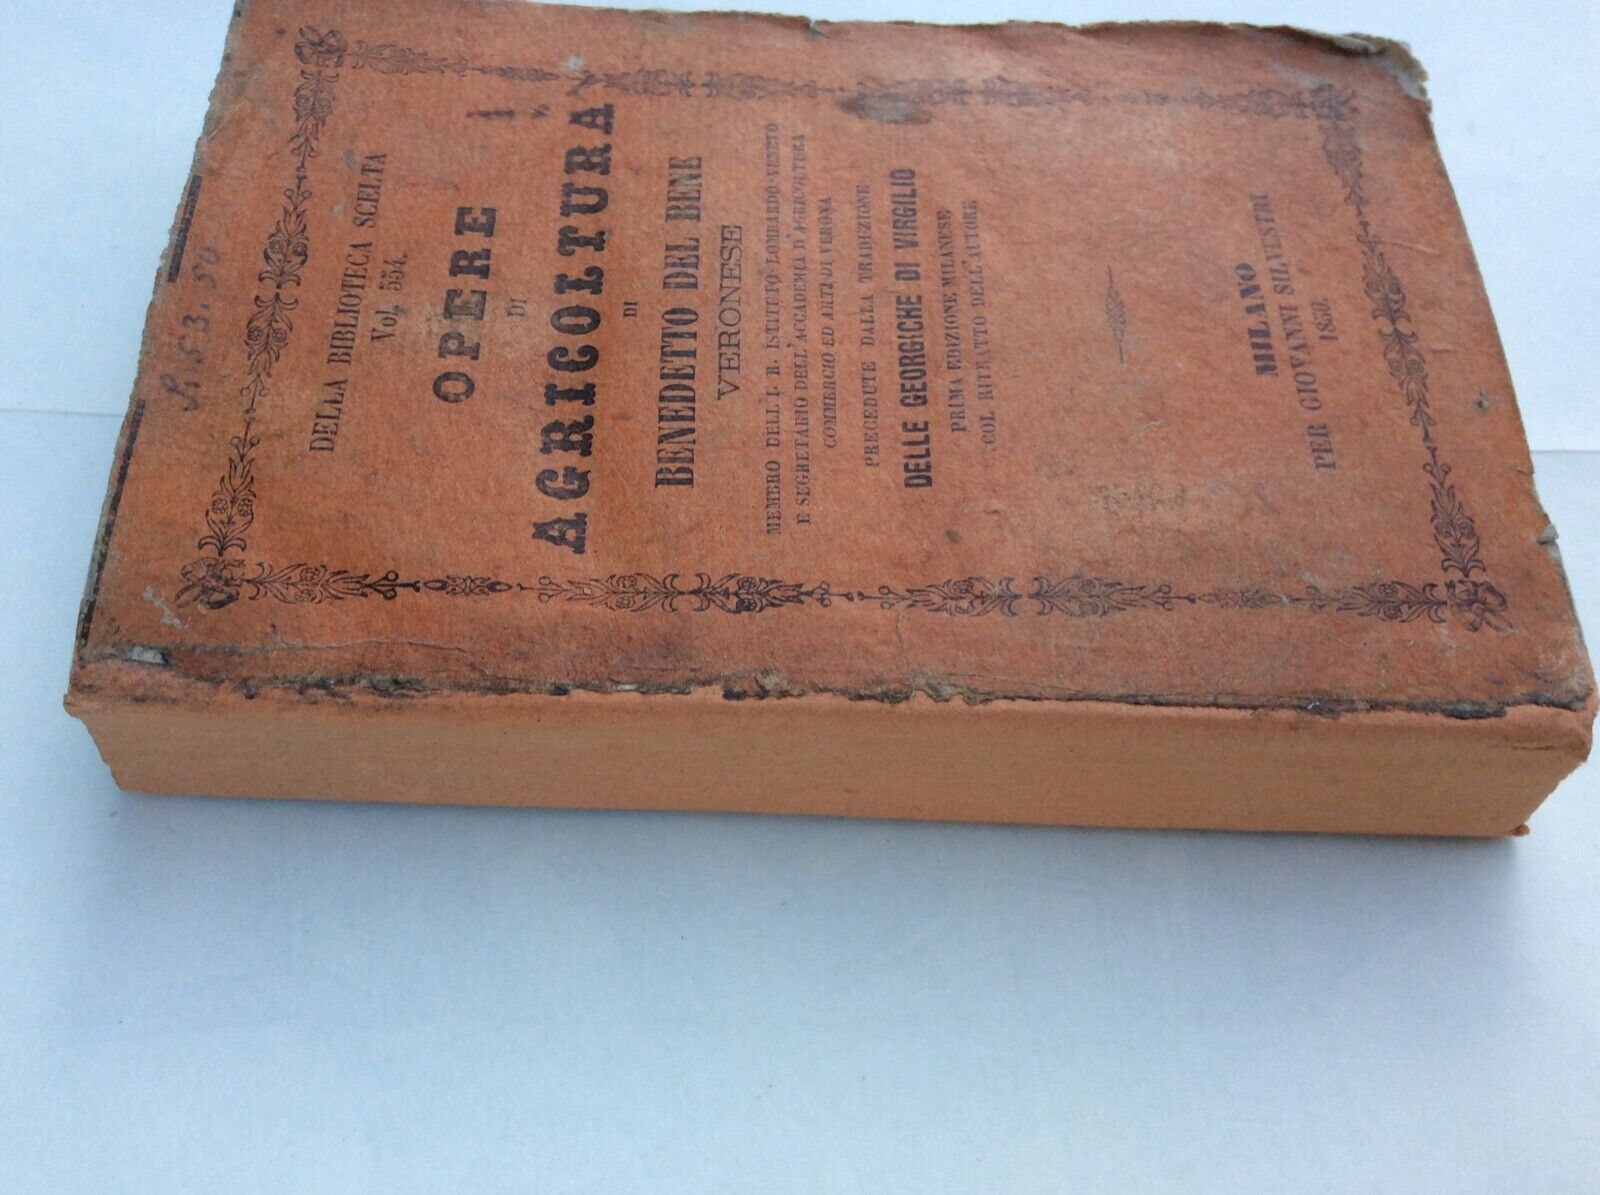 DELLA BIBLIOTECA SCELTA
Vol. 554.
OPERE
DI
AGRICOLTURA
DI
BENEDETTO DEL BENE
VERONESE
MEMBRO DELL'I. R. ISTITUTO LOMBARDO-VENETO
E SEGRETARIO DELL'ACCADEMIA D'AGRICOLTURA
COMMERCIO ED ARTI DI VERONA
PRECEDUTE DALLA TRADUZIONE
DELLE GEORGICHE DI VIRGILIO
PRIMA EDIZIONE MILANESE
COL RITRATTO DELL'AUTORE
MILANO
PER GIOVANNI SILVESTRI
1850.